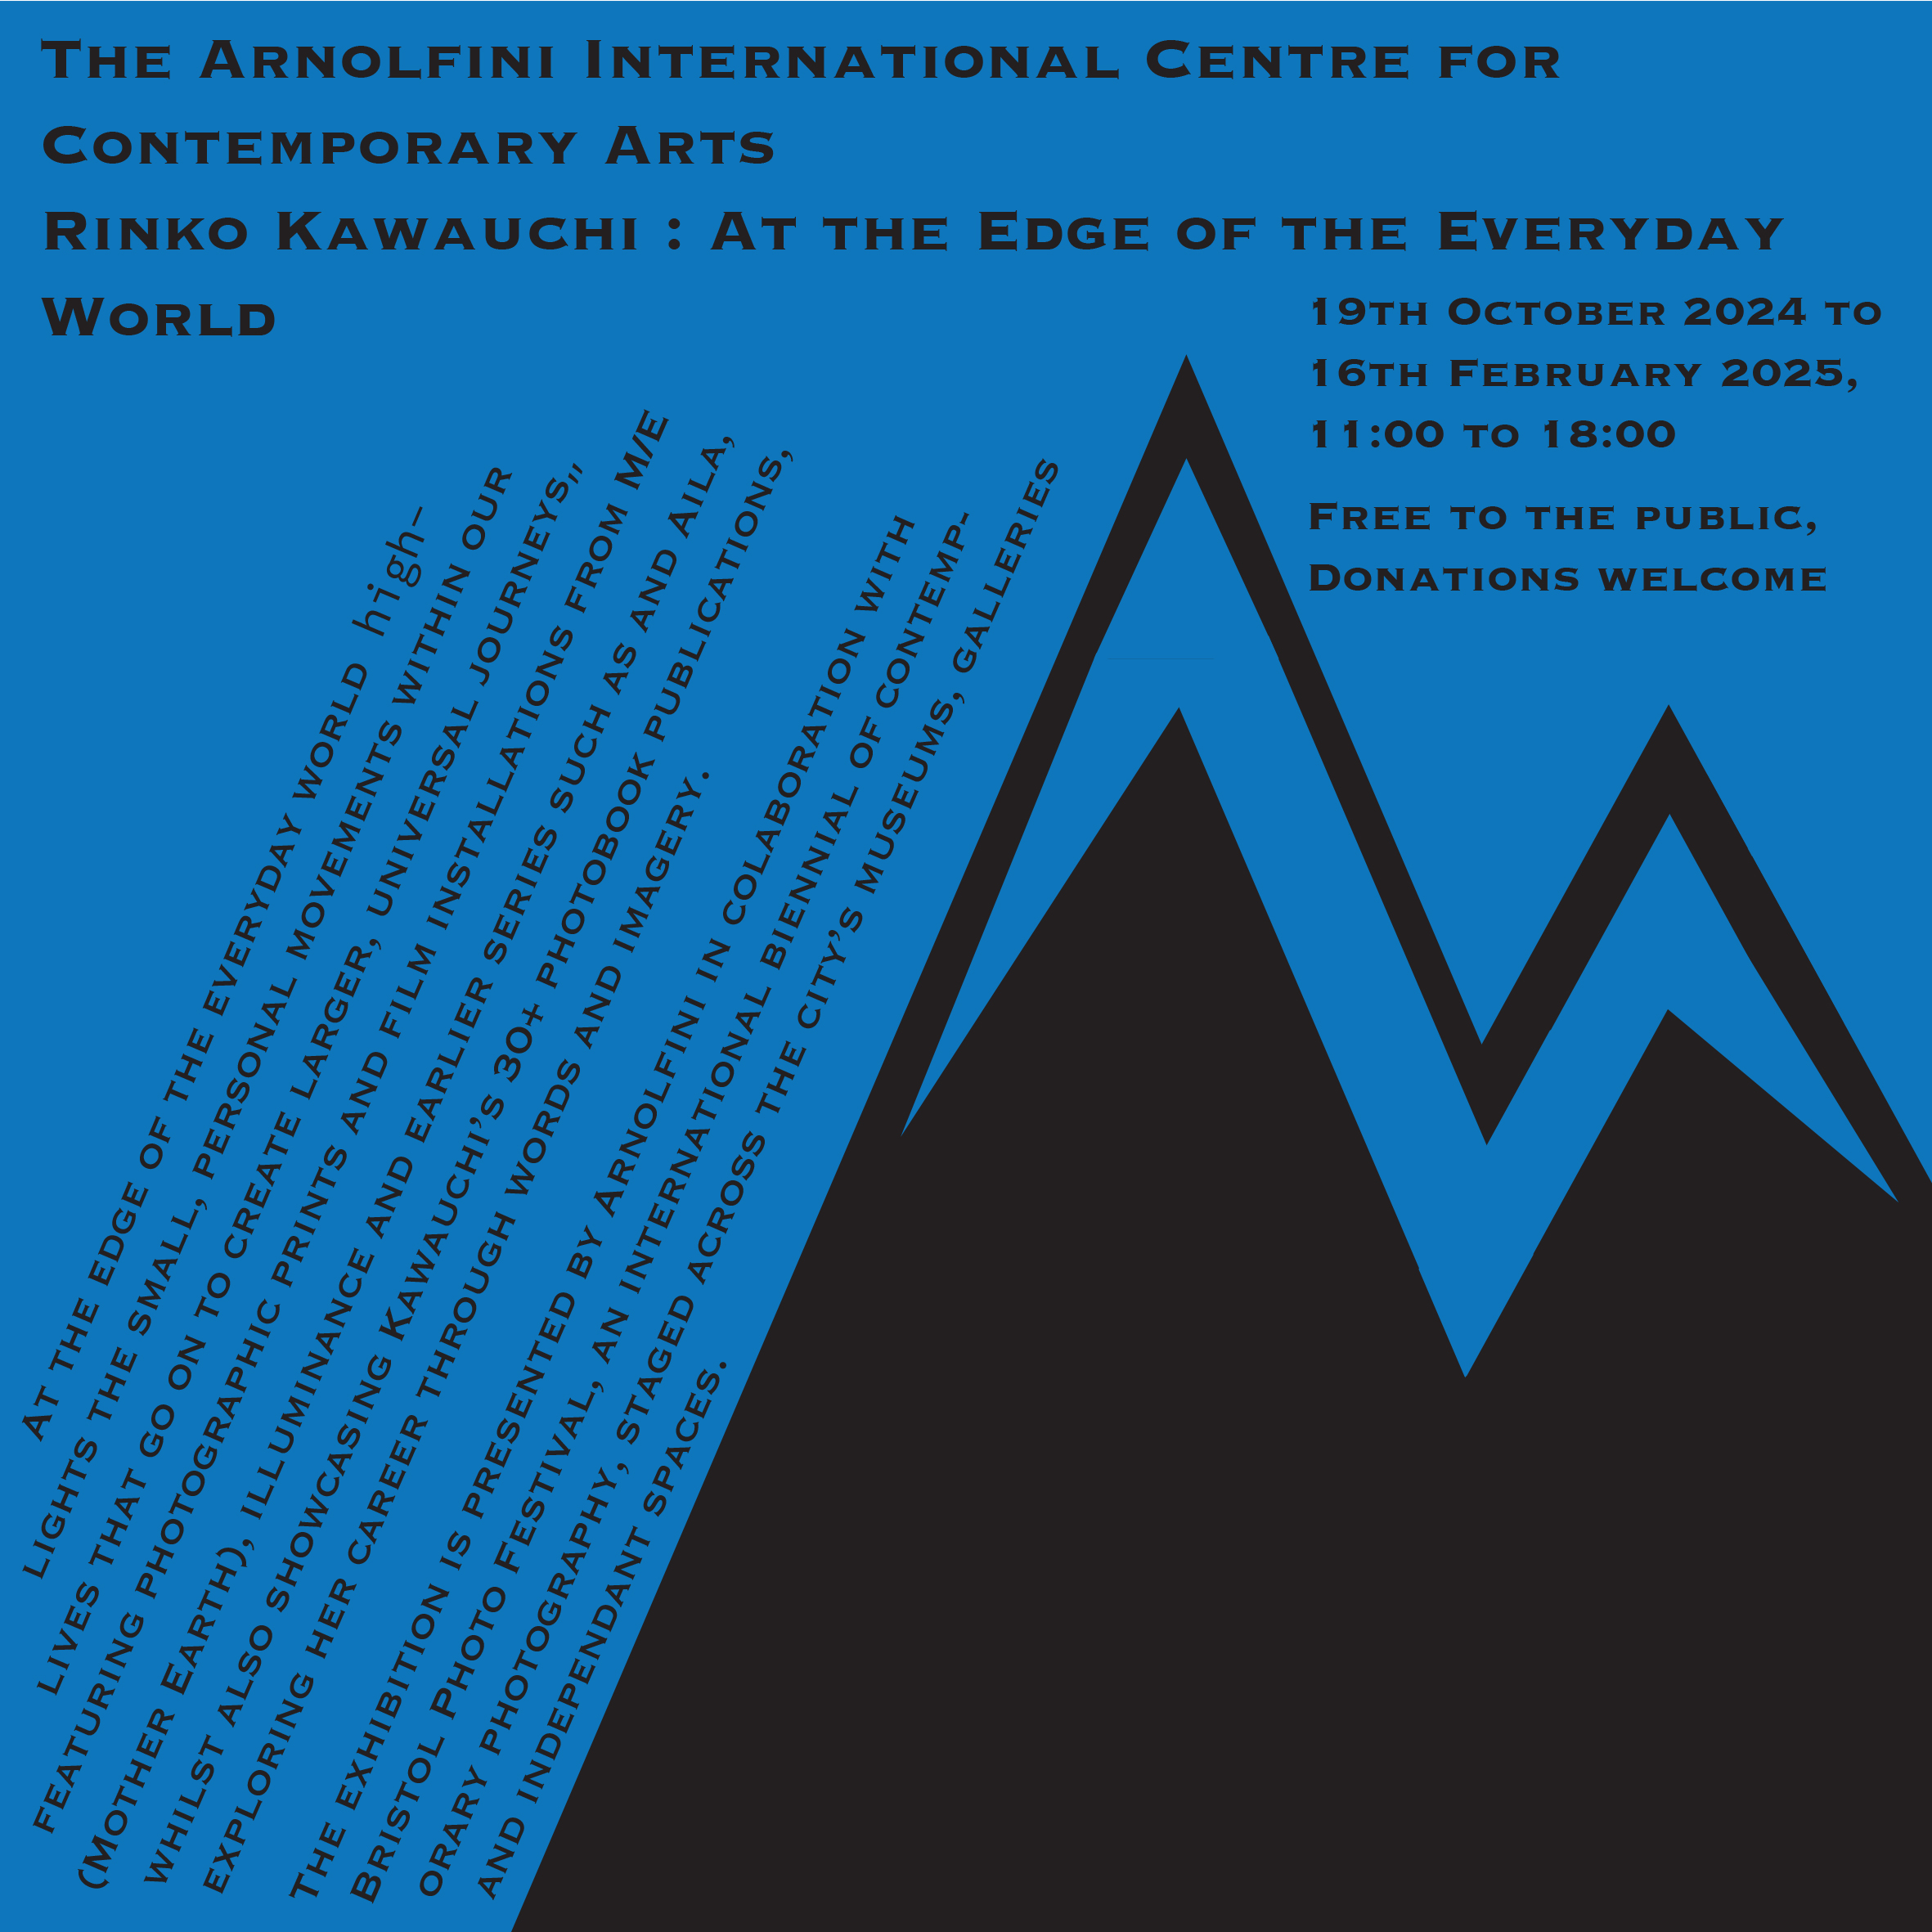 The Arnolfini International Centre for
Contemporary Arts
Rinko Kawauchi : At the Edge of the Everyday
World
19th October 2024 to
16th February 2025,
11:00 to 18:00
Free to the public,
Donations welcome
At the edge of the everyday world high-
lights the small, personal movements within our
lives that go on to create larger, universal journeys,”
featuring photographic prints and film installations from M/E
(Mother Earth), Illuminance and earlier series such as and Aila,
whilst also showcasing Kawauchi’s 30+ photobook publications,
exploring her career through words and imagery.
The exhibition is presented by Arnolfini in colaboration with
Bristol Photo Festival, an international biennial of contemp-
orary photography, staged across the city’s museums, galleries
and independant spaces.